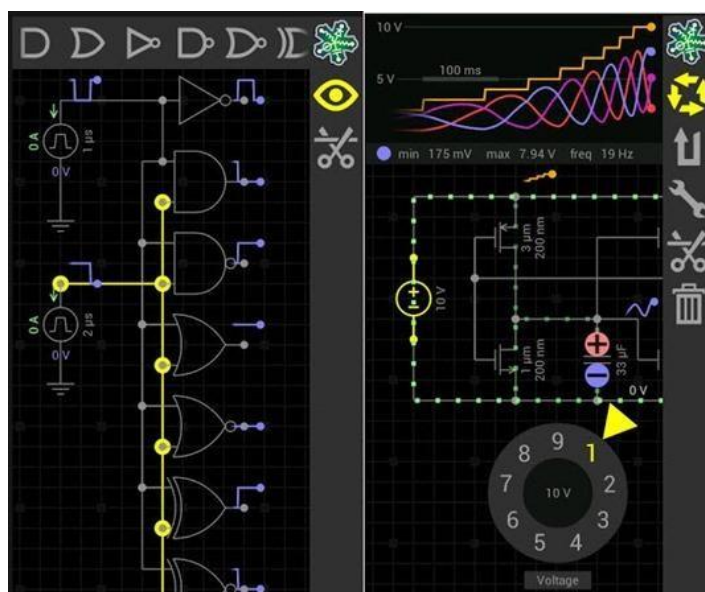 0 A
1 µs
0 V
0 A
2 µs
0 V
10 V
5 V
100 ms
min 175 mV max 7.94 V freq 19 Hz
3 µm
200 nm
10 V
1 µm
200 nm
33 µF
0 V
9
8
1
7
2
6
3
5
4
10 V
Voltage